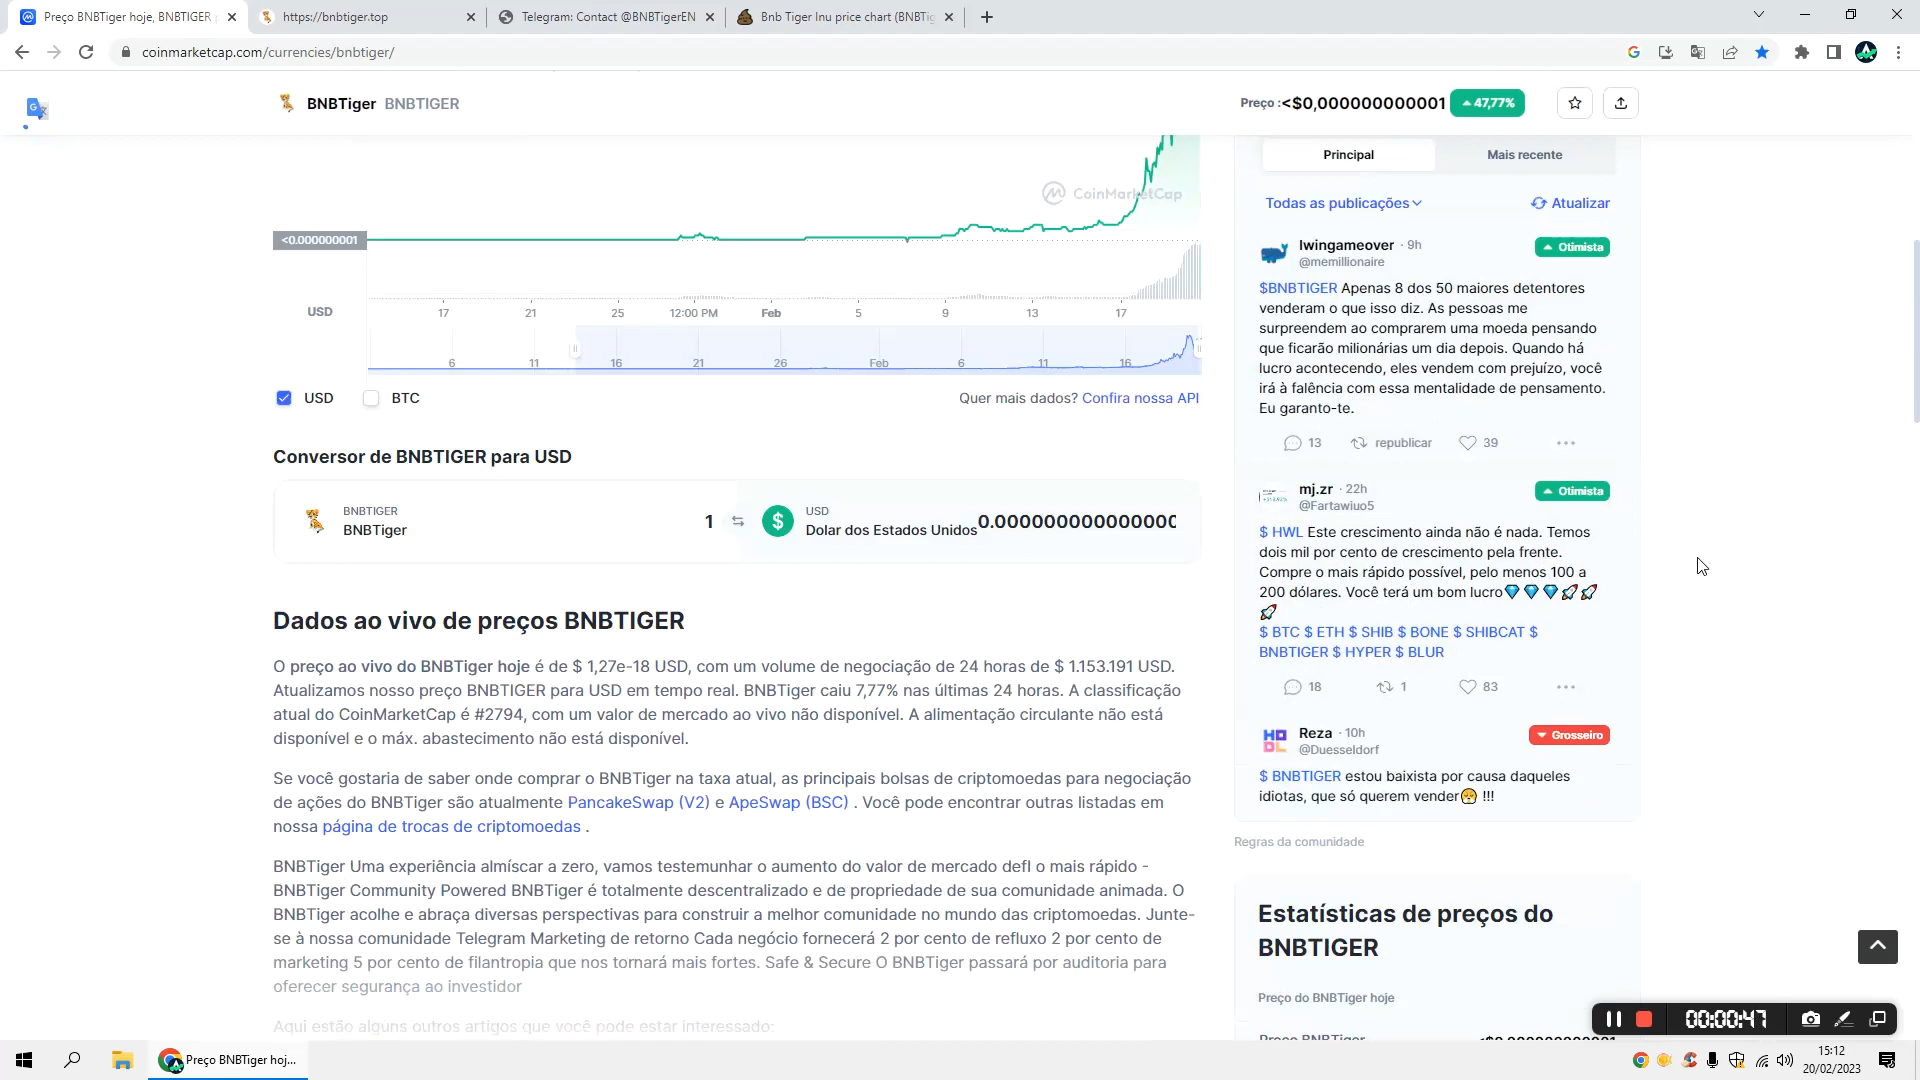 Preço BNBTiger hoje, BNBTIGER
https://bnbtiger.top
Telegram: Contact @BNBTigerEN
Bnb Tiger Inu price chart (BNBTig
coinmarketcap.com/currencies/bnbtiger/
BNBTiger BNBTIGER
Preço :<$0,000000000001 47,77%
CoinMarketCap
<0.000000001
USD
17 21 25 12:00 PM Feb 5 9 13 17
6 11 16 21 26 Feb 6 11 16
USD BTC
Quer mais dados? Confira nossa API
Conversor de BNBTIGER para USD
BNBTIGER
BNBTiger
1
USD
Dolar dos Estados Unidos
0.000000000000000
Dados ao vivo de preços BNBTIGER
O preço ao vivo do BNBTiger hoje é de $ 1,27e-18 USD, com um volume de negociação de 24 horas de $ 1.153.191 USD.
Atualizamos nosso preço BNBTIGER para USD em tempo real. BNBTiger caiu 7,77% nas últimas 24 horas. A classificação
atual do CoinMarketCap é #2794, com um valor de mercado ao vivo não disponível. A alimentação circulante não está
disponível e o máx. abastecimento não está disponível.
Se você gostaria de saber onde comprar o BNBTiger na taxa atual, as principais bolsas de criptomoedas para negociação
de ações do BNBTiger são atualmente PancakeSwap (V2) e ApeSwap (BSC) . Você pode encontrar outras listadas em
nossa página de trocas de criptomoedas .
BNBTiger Uma experiência almíscar a zero, vamos testemunhar o aumento do valor de mercado defl o mais rápido -
BNBTiger Community Powered BNBTiger é totalmente descentralizado e de propriedade de sua comunidade animada. O
BNBTiger acolhe e abraça diversas perspectivas para construir a melhor comunidade no mundo das criptomoedas. Junte-
se à nossa comunidade Telegram Marketing de retorno Cada negócio fornecerá 2 por cento de refluxo 2 por cento de
marketing 5 por cento de filantropia que nos tornará mais fortes. Safe & Secure O BNBTiger passará por auditoria para
oferecer segurança ao investidor
Aqui estão alguns outros artigos que você pode estar interessado:
Principal
Mais recente
Todas as publicações
Atualizar
Iwingameover · 9h
@memillionaire
Otimista
$BNBTIGER Apenas 8 dos 50 maiores detentores
venderam o que isso diz. As pessoas me
surpreendem ao comprarem uma moeda pensando
que ficarão milionárias um dia depois. Quando há
lucro acontecendo, eles vendem com prejuízo, você
irá à falência com essa mentalidade de pensamento.
Eu garanto-te.
13 republicar 39
mj.zr · 22h
@Fartawiuo5
Otimista
$ HWL Este crescimento ainda não é nada. Temos
dois mil por cento de crescimento pela frente.
Compre o mais rápido possível, pelo menos 100 a
200 dólares. Você terá um bom lucro💎💎💎🚀🚀
🚀
$ BTC $ ETH $ SHIB $ BONE $ SHIBCAT $
BNBTIGER $ HYPER $ BLUR
18 1 83
HODL
Reza · 10h
@Duesseldorf
Grosseiro
$ BNBTIGER estou baixista por causa daqueles
idiotas, que só querem vender !!!
Regras da comunidade
Estatísticas de preços do
BNBTIGER
Preço do BNBTiger hoje
Preço BNBTiger
00:00:47
Preço BNBTiger hoj...
15:12
20/02/2023